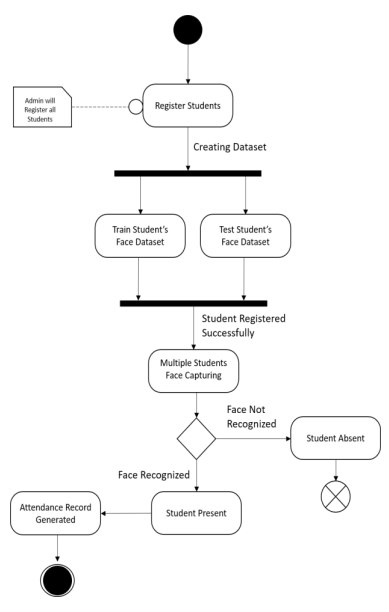 Admin will
Register all
Students
Register Students
Creating Dataset
Train Student's
Face Dataset
Test Student's
Face Dataset
Student Registered
Successfully
Multiple Students
Face Capturing
Face Not
Recognized
Student Absent
Face Recognized
Attendance Record
Generated
Student Present